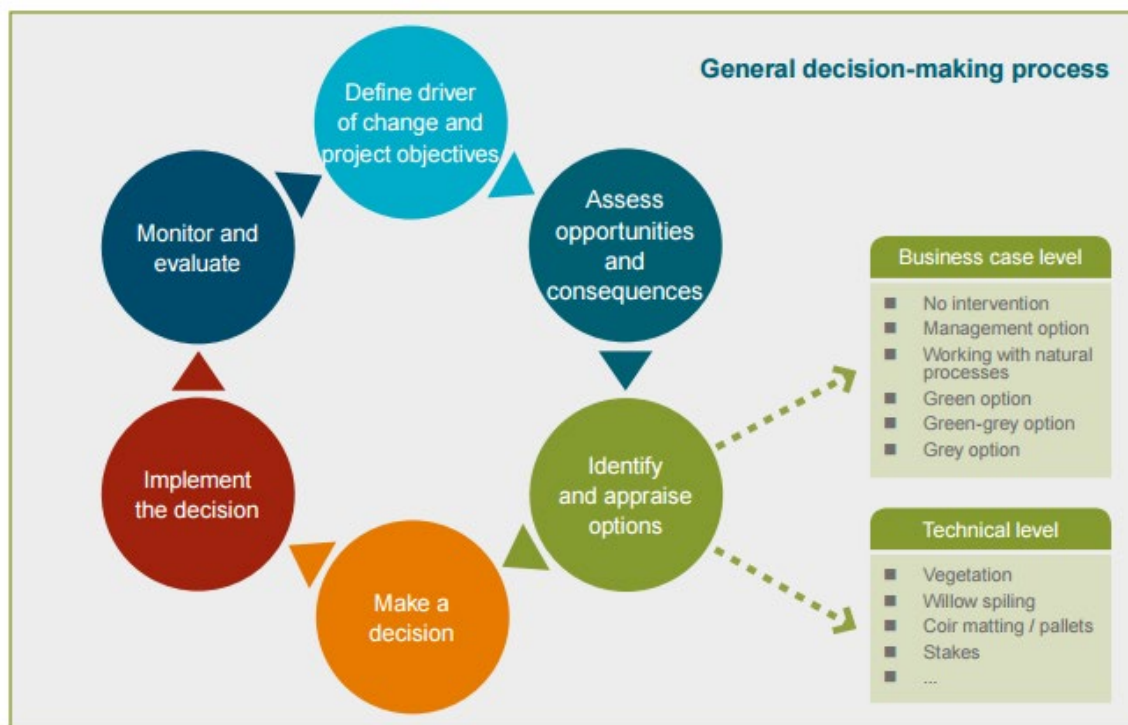 General decision-making process
Define driver
of change and
project objectives
Assess
opportunities
and
consequences
Identify
and appraise
options
Make a
decision
Implement
the decision
Monitor and
evaluate
Business case level
No intervention
Management option
Working with natural
processes
Green option
Green-grey option
Grey option
Technical level
Vegetation
Willow spiling
Coir matting / pallets
Stakes
...